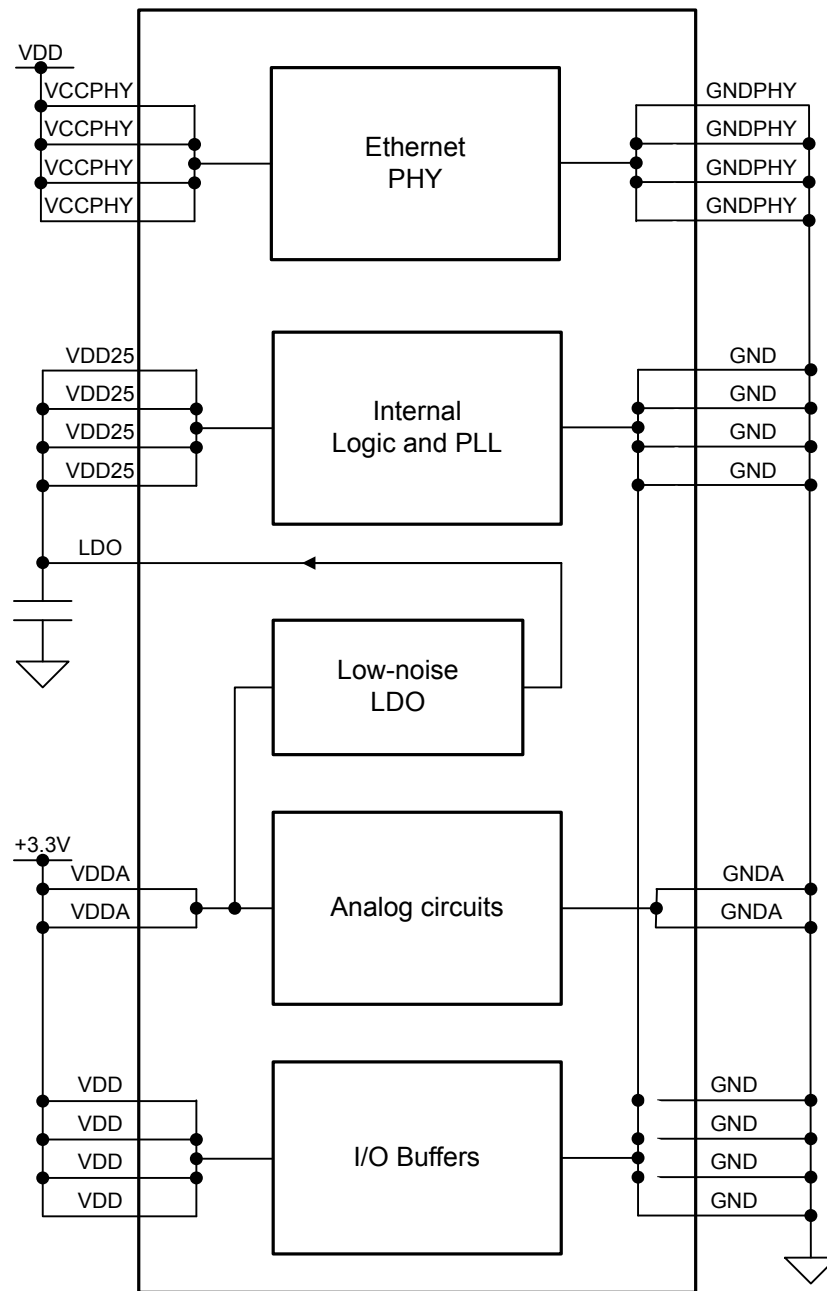 VDD
VCCPHY
VCCPHY
VCCPHY
VCCPHY
Ethernet
PHY
GNDPHY
GNDPHY
GNDPHY
GNDPHY
VDD25
VDD25
VDD25
VDD25
Internal
Logic and PLL
GND
GND
GND
GND
LDO
Low-noise
LDO
+3.3V
VDDA
VDDA
Analog circuits
GNDA
GNDA
VDD
VDD
VDD
VDD
I/O Buffers
GND
GND
GND
GND